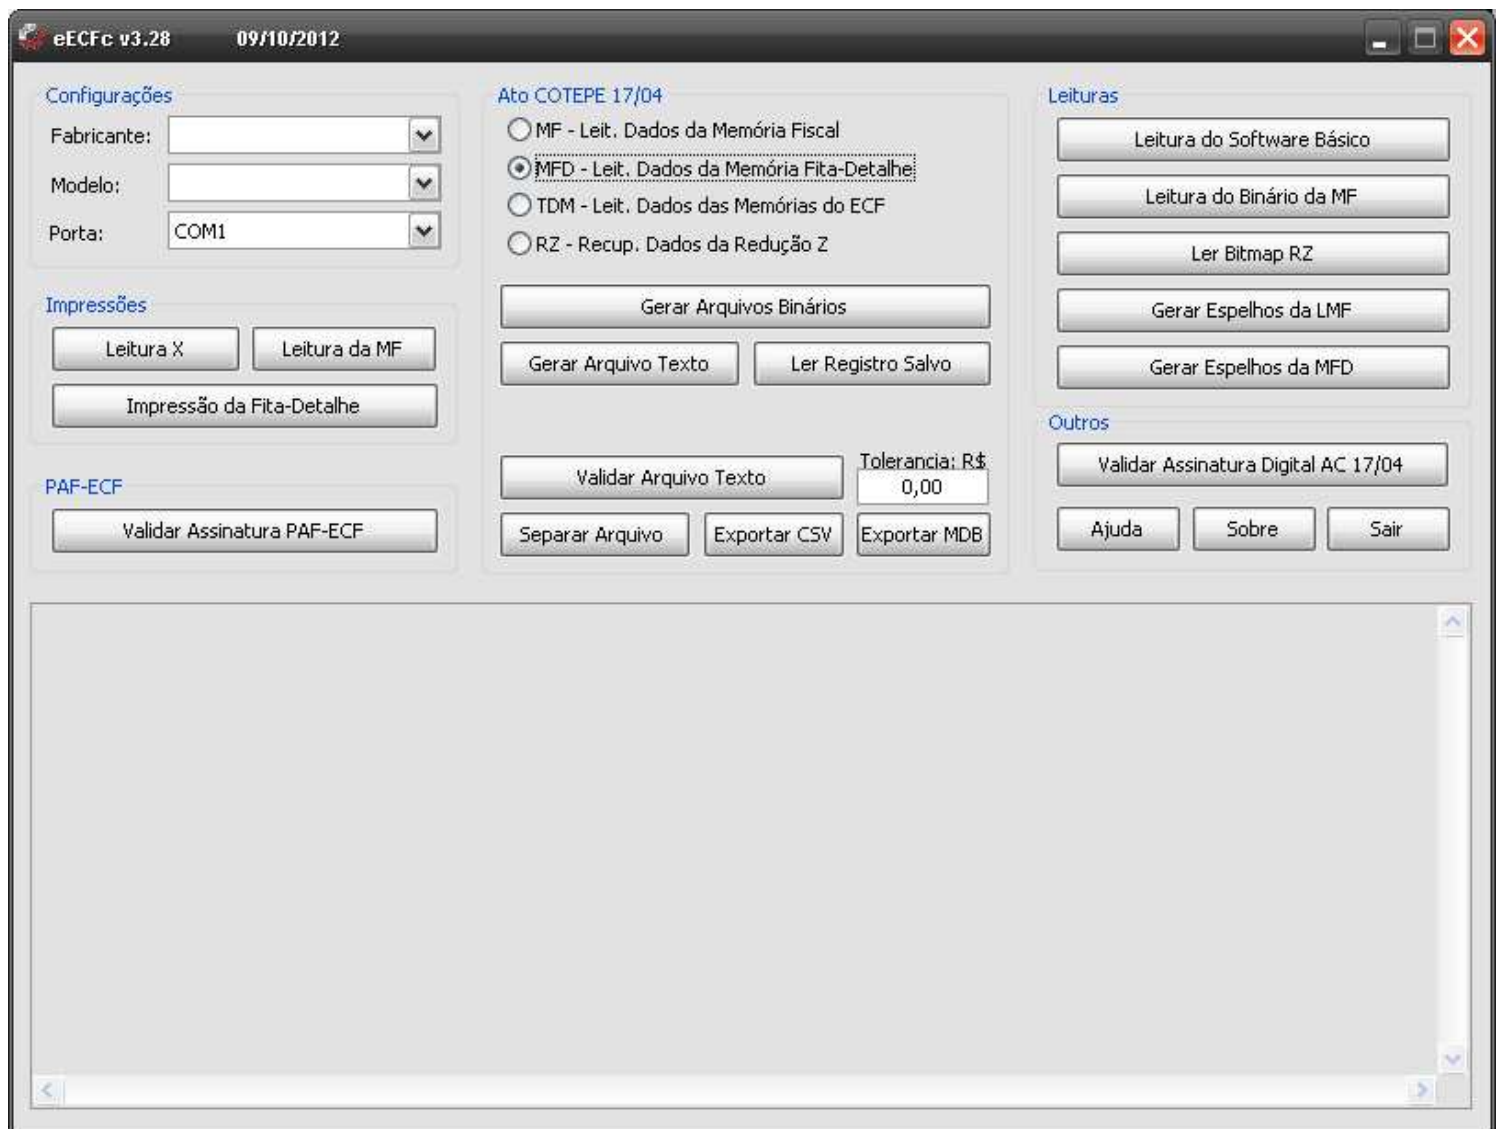 eECFc v3.28 09/10/2012
Configurações
Fabricante:
Modelo:
Porta: COM1
Impressões
Leitura X Leitura da MF
Impressão da Fita-Detalhe
PAF-ECF
Validar Assinatura PAF-ECF
Ato COTEPE 17/04
MF - Leit. Dados da Memória Fiscal
MFD - Leit. Dados da Memória Fita-Detalhe
TDM - Leit. Dados das Memórias do ECF
RZ - Recup. Dados da Redução Z
Gerar Arquivos Binários
Gerar Arquivo Texto Ler Registro Salvo
Tolerancia: R$
Validar Arquivo Texto 0,00
Separar Arquivo Exportar CSV Exportar MDB
Leituras
Leitura do Software Básico
Leitura do Binário da MF
Ler Bitmap RZ
Gerar Espelhos da LMF
Gerar Espelhos da MFD
Outros
Validar Assinatura Digital AC 17/04
Ajuda Sobre Sair